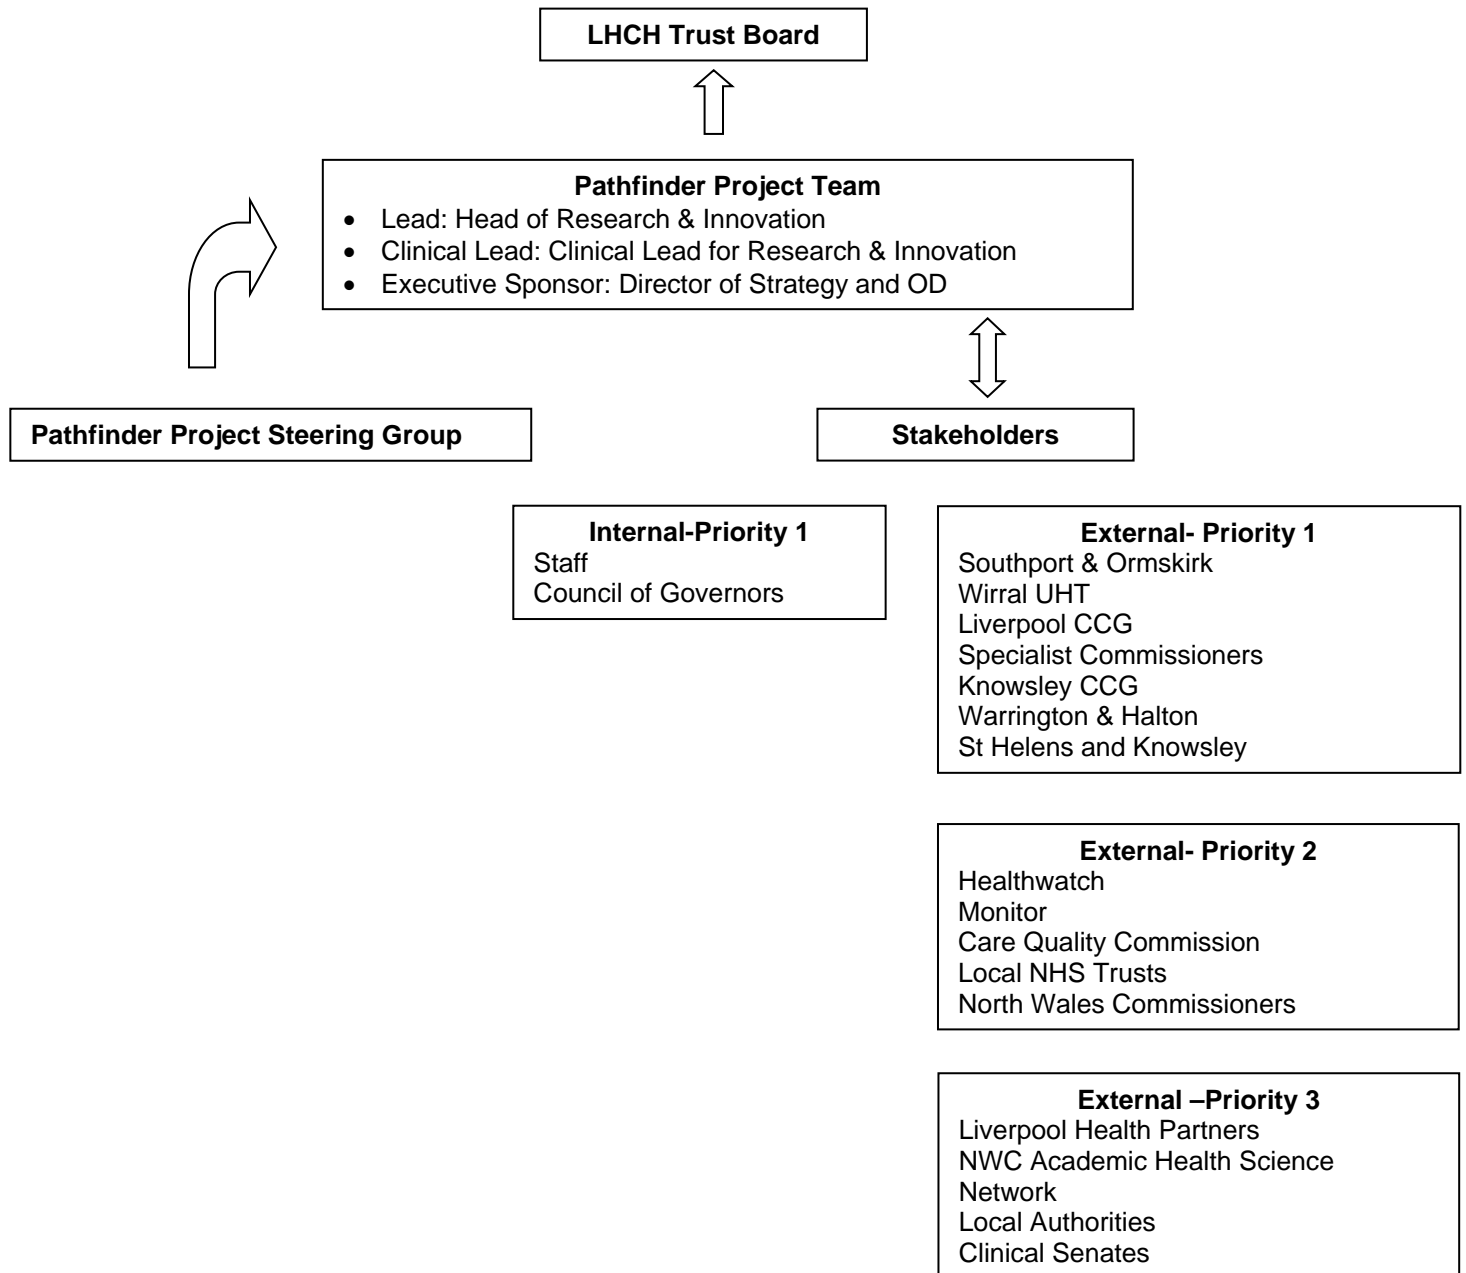 LHCH Trust Board
Pathfinder Project Team
• Lead: Head of Research & Innovation
• Clinical Lead: Clinical Lead for Research & Innovation
• Executive Sponsor: Director of Strategy and OD
Pathfinder Project Steering Group
Stakeholders
Internal-Priority 1
Staff
Council of Governors
External- Priority 1
Southport & Ormskirk
Wirral UHT
Liverpool CCG
Specialist Commissioners
Knowsley CCG
Warrington & Halton
St Helens and Knowsley
External- Priority 2
Healthwatch
Monitor
Care Quality Commission
Local NHS Trusts
North Wales Commissioners
External –Priority 3
Liverpool Health Partners
NWC Academic Health Science
Network
Local Authorities
Clinical Senates